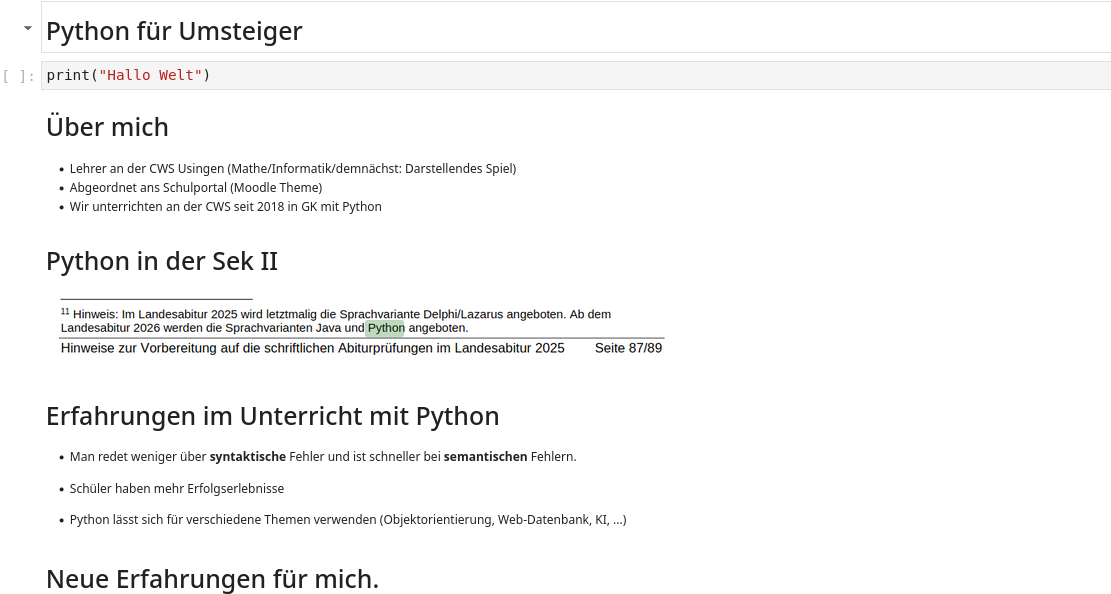 Python für Umsteiger
[ ]: print("Hallo Welt")
Über mich
• Lehrer an der CWS Usingen (Mathe/Informatik/demnächst: Darstellendes Spiel)
• Abgeordnet ans Schulportal (Moodle Theme)
• Wir unterrichten an der CWS seit 2018 in GK mit Python
Python in der Sek II
11 Hinweis: Im Landesabitur 2025 wird letztmalig die Sprachvariante Delphi/Lazarus angeboten. Ab dem
Landesabitur 2026 werden die Sprachvarianten Java und Python angeboten.
Hinweise zur Vorbereitung auf die schriftlichen Abiturprüfungen im Landesabitur 2025 Seite 87/89
Erfahrungen im Unterricht mit Python
• Man redet weniger über syntaktische Fehler und ist schneller bei semantischen Fehlern.
• Schüler haben mehr Erfolgserlebnisse
• Python lässt sich für verschiedene Themen verwenden (Objektorientierung, Web-Datenbank, KI, ...)
Neue Erfahrungen für mich.